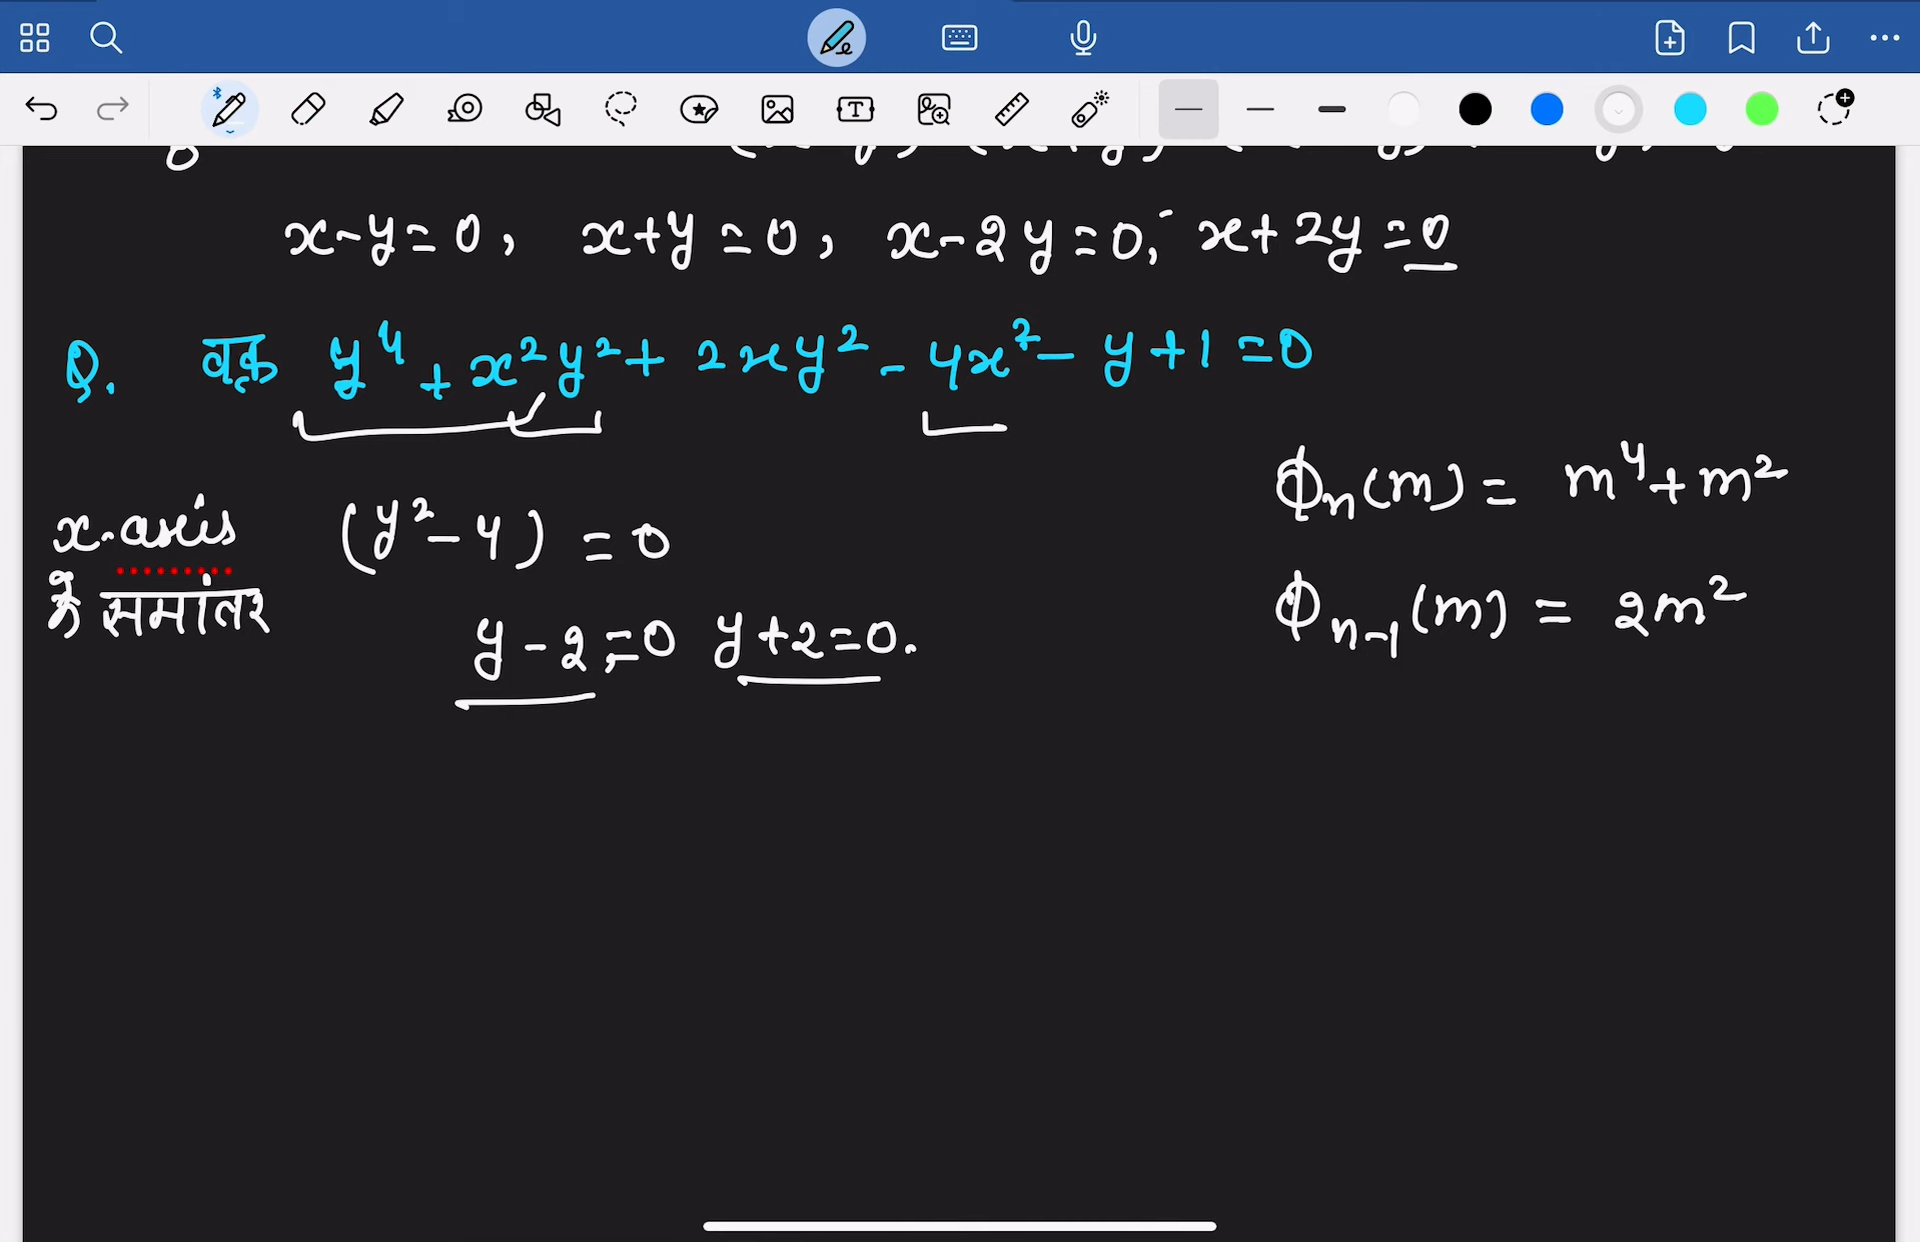 x-y=0, x+y=0, x-2y=0, x+2y=0
Q. वक्र y⁴+x²y²+2xy²-4x²-y+1=0
x-axis के समांतर
(y²-4)=0
y-2=0, y+2=0.
Φₙ(m)= m⁴+m²
Φₙ₋₁(m)= 2m²